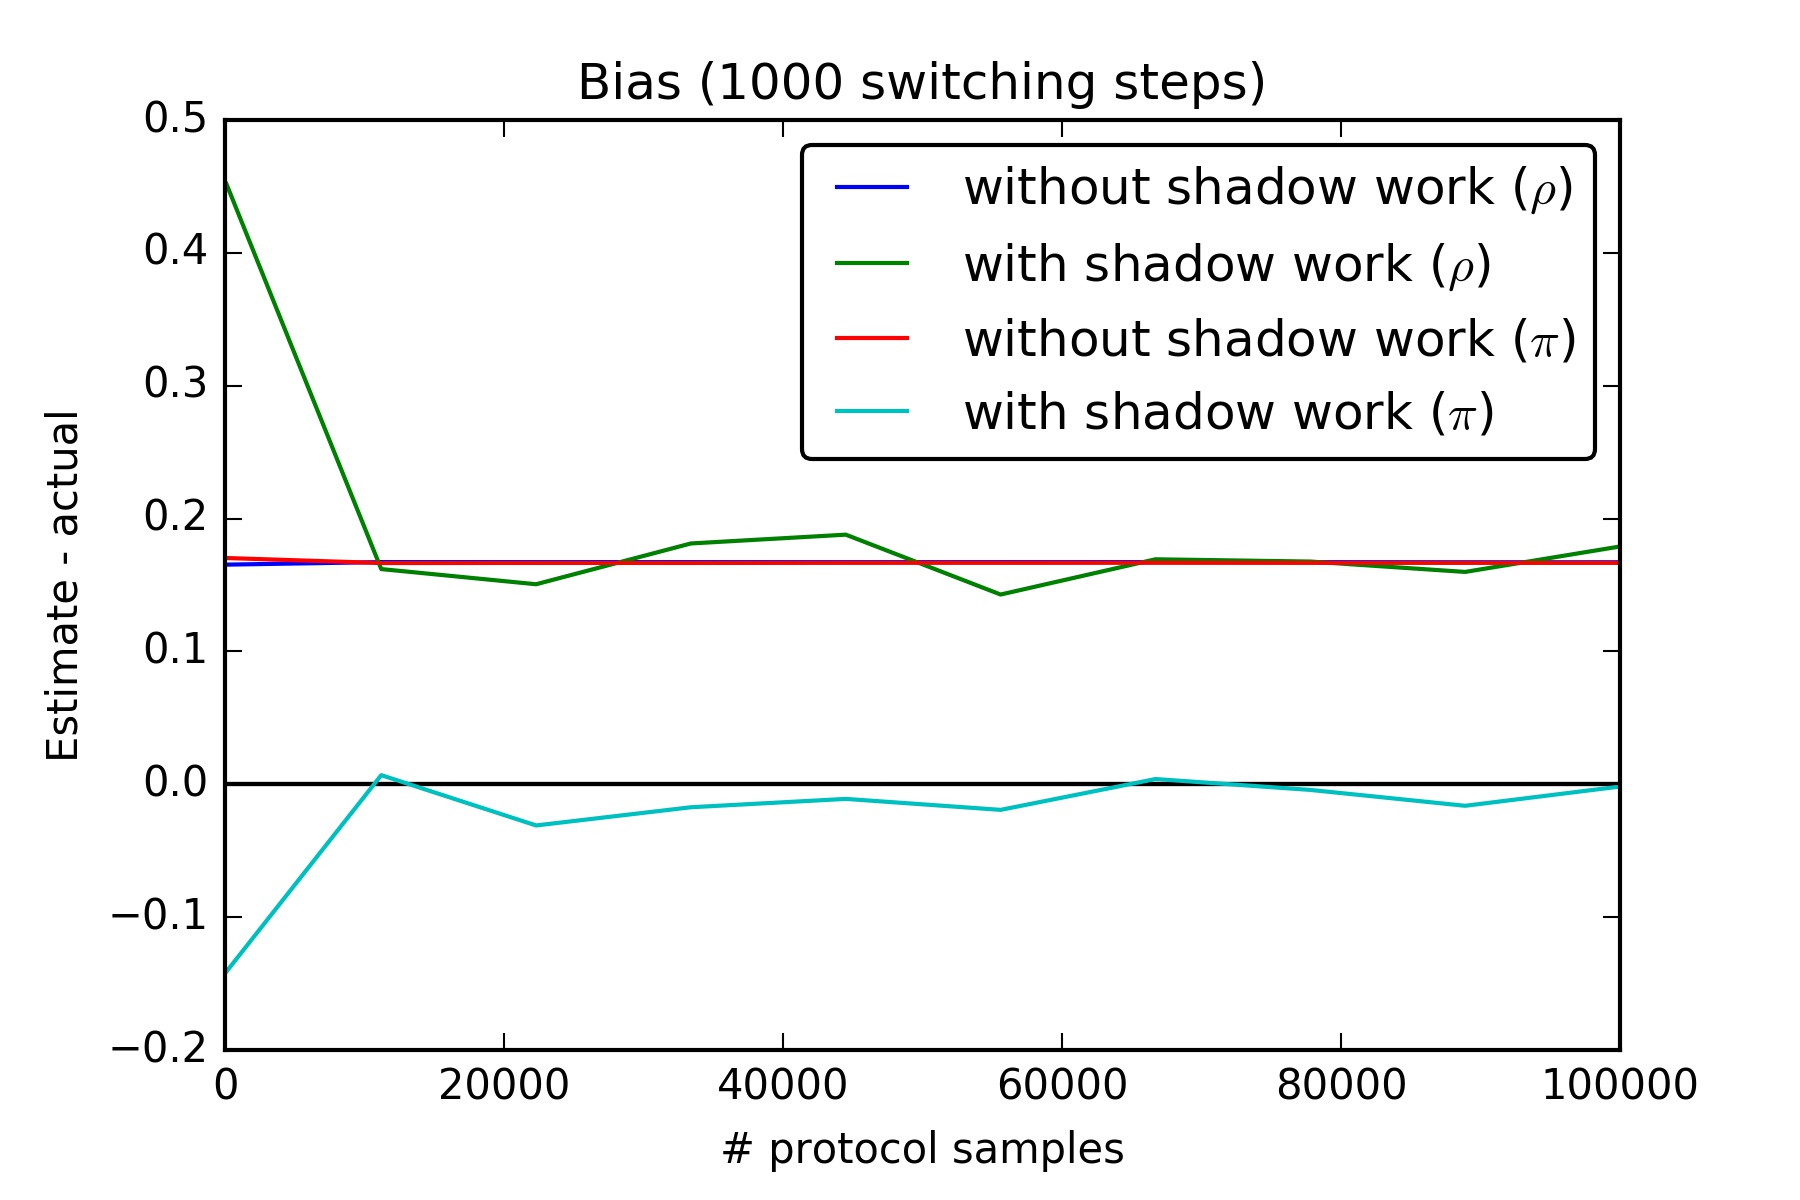 Bias (1000 switching steps)
0.5
0.4
0.3
0.2
0.1
0.0
−0.1
−0.2
Estimate - actual
without shadow work (ρ)
with shadow work (ρ)
without shadow work (π)
with shadow work (π)
0 20000 40000 60000 80000 100000
# protocol samples